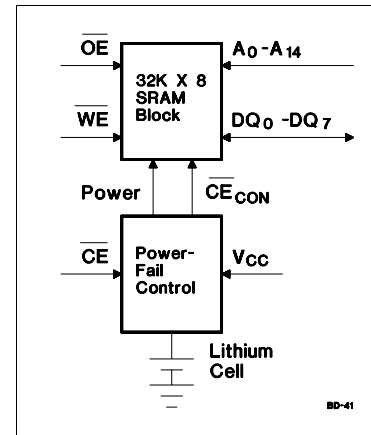 OE
A0-A14
32K X 8
SRAM
Block
WE
DQ0 -DQ7
Power
CECON
CE
Power-
Fail
Control
VCC
Lithium
Cell
BD-41